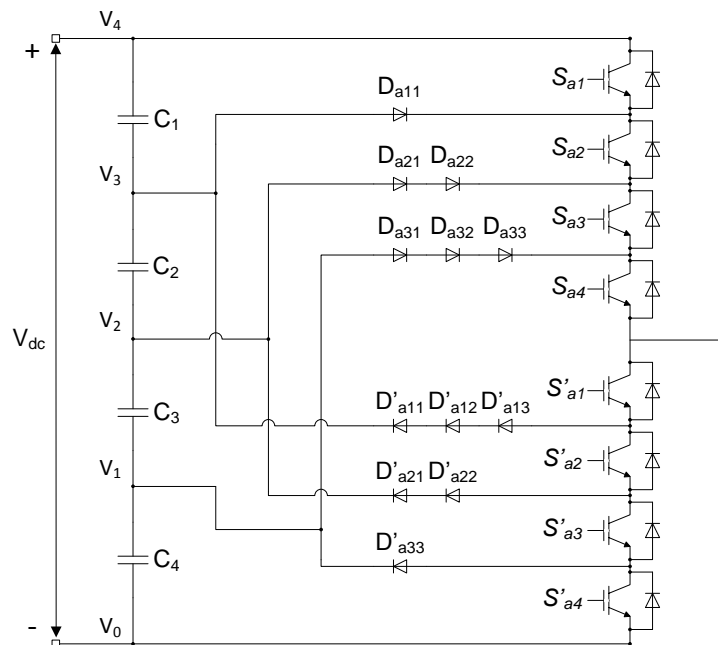 V₄
+
Sₐ₁
Dₐ₁₁
C₁
Sₐ₂
Dₐ₂₁ Dₐ₂₂
V₃
Sₐ₃
Dₐ₃₁ Dₐ₃₂ Dₐ₃₃
C₂
Sₐ₄
V₂
V_dc
S'ₐ₁
D'ₐ₁₁ D'ₐ₁₂ D'ₐ₁₃
C₃
S'ₐ₂
V₁
D'ₐ₂₁ D'ₐ₂₂
S'ₐ₃
D'ₐ₃₃
C₄
S'ₐ₄
-
V₀